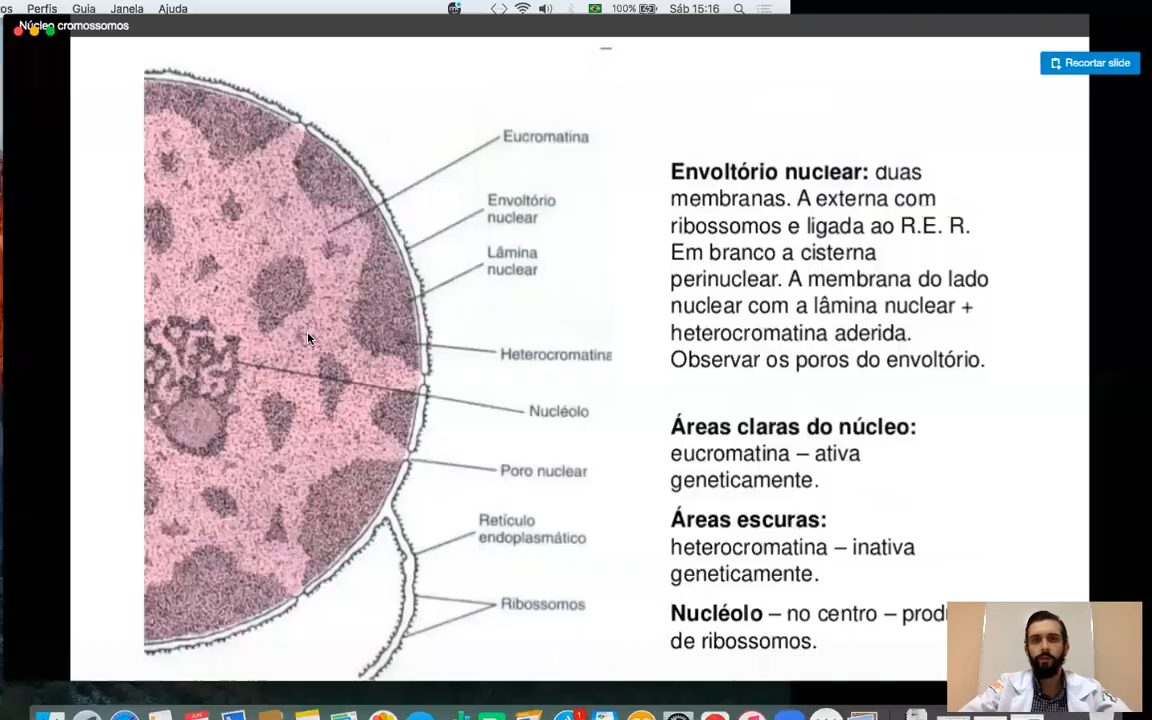 os Perfis Guia Janela Ajuda 100% Sáb 15:16
Núcleo cromossomos
Recortar slide
Eucromatina
Envoltório
nuclear
Lâmina
nuclear
Heterocromatina
Nucléolo
Poro nuclear
Retículo
endoplasmático
Ribossomos
Envoltório nuclear: duas
membranas. A externa com
ribossomos e ligada ao R.E. R.
Em branco a cisterna
perinuclear. A membrana do lado
nuclear com a lâmina nuclear +
heterocromatina aderida.
Observar os poros do envoltório.
Áreas claras do núcleo:
eucromatina – ativa
geneticamente.
Áreas escuras:
heterocromatina – inativa
geneticamente.
Nucléolo – no centro – produ
de ribossomos.